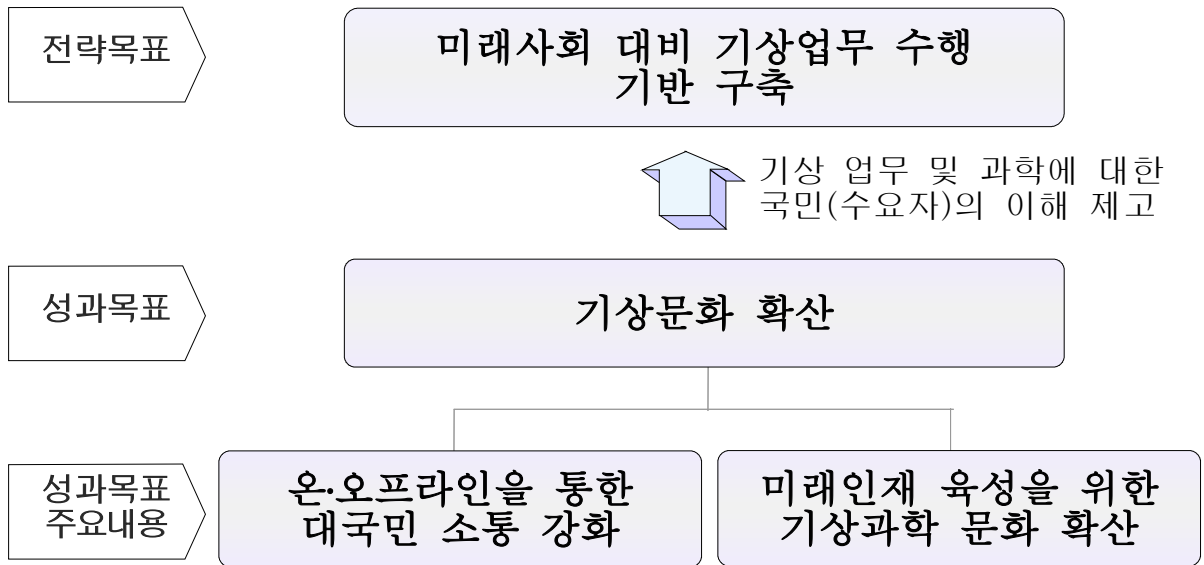 전략목표
미래사회 대비 기상업무 수행
기반 구축
기상 업무 및 과학에 대한
국민(수요자)의 이해 제고
성과목표
기상문화 확산
성과목표
주요내용
온·오프라인을 통한
대국민 소통 강화
미래인재 육성을 위한
기상과학 문화 확산